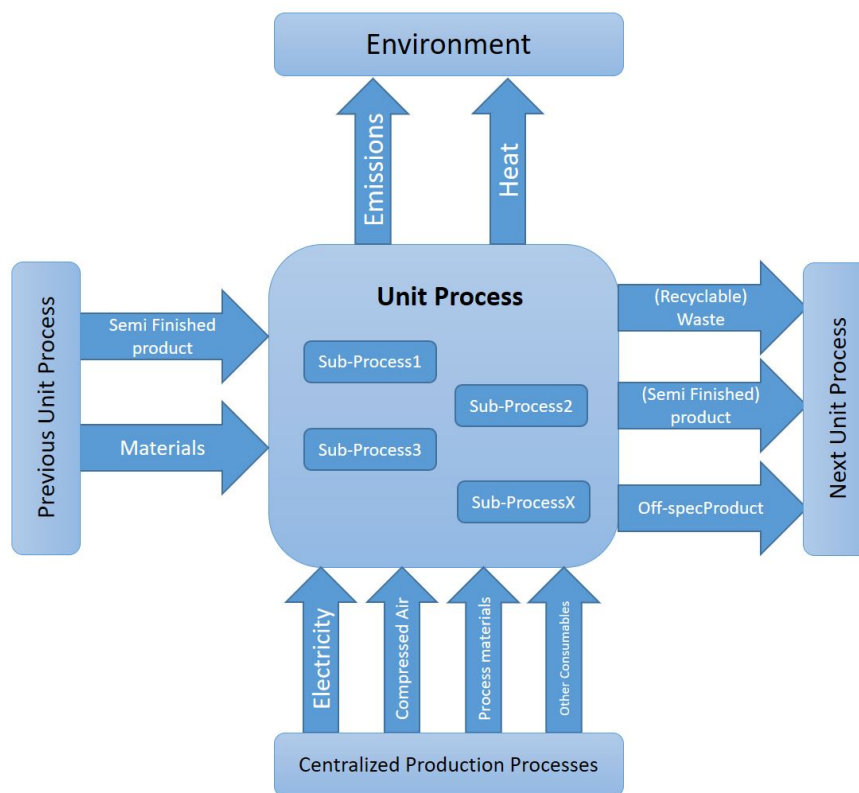 Environment
Emissions
Heat
Previous Unit Process
Semi Finished
product
Materials
Unit Process
Sub-Process1
Sub-Process2
Sub-Process3
Sub-ProcessX
(Recyclable)
Waste
(Semi Finished)
product
Off-specProduct
Next Unit Process
Electricity
Compressed Air
Process materials
Other Consumables
Centralized Production Processes